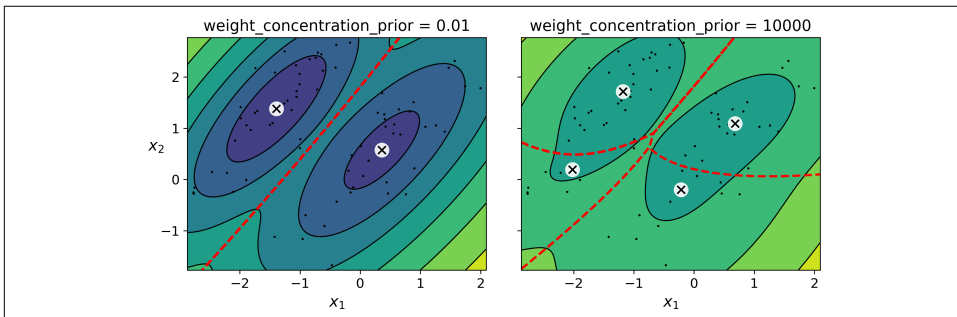 weight_concentration_prior = 0.01
weight_concentration_prior = 10000
x₂
2
1
0
−1
−2 −1 0 1 2
−2 −1 0 1 2
x₁
x₁